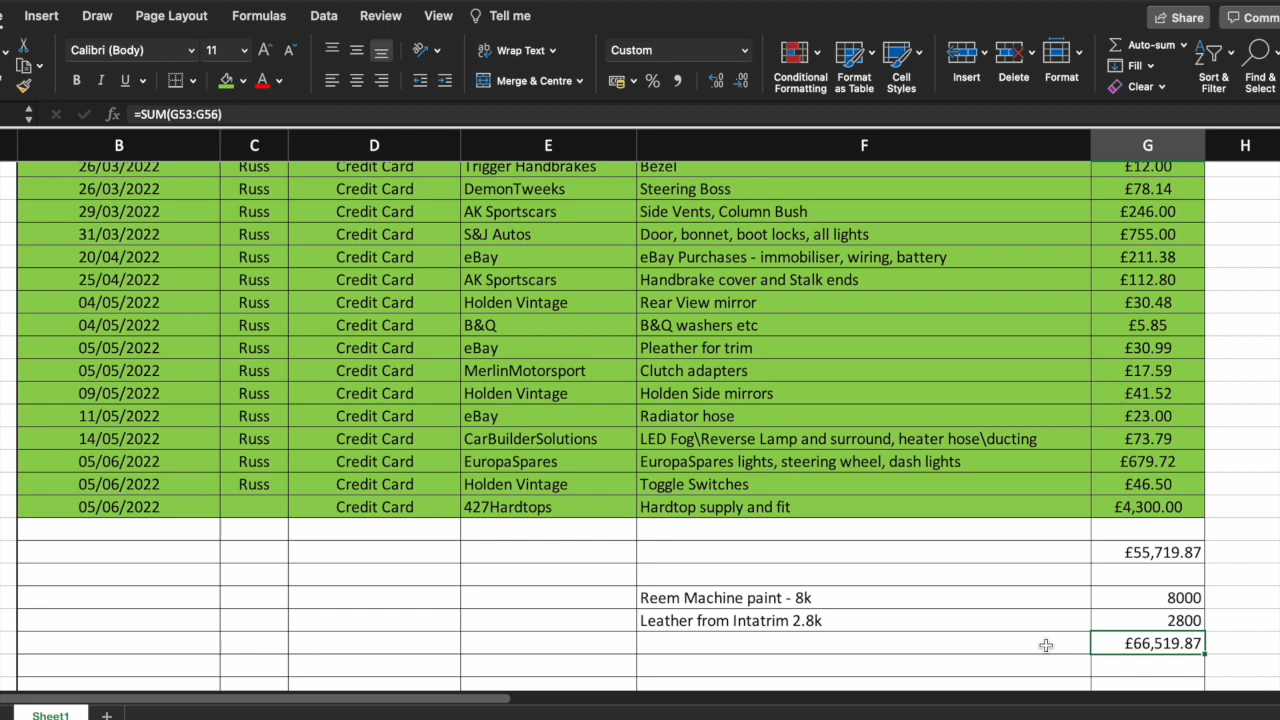 Insert Draw Page Layout Formulas Data Review View Tell me Share Comm
Calibri (Body) 11 A A Wrap Text Custom Auto-sum
B I U A Merge & Centre % Conditional Formatting Format as Table Cell Styles Insert Delete Format Fill Clear Sort & Filter Find & Select
fx =SUM(G53:G56)
B C D E F G H
26/03/2022 Russ Credit Card Trigger Handbrakes Bezel £12.00
26/03/2022 Russ Credit Card DemonTweeks Steering Boss £78.14
29/03/2022 Russ Credit Card AK Sportscars Side Vents, Column Bush £246.00
31/03/2022 Russ Credit Card S&J Autos Door, bonnet, boot locks, all lights £755.00
20/04/2022 Russ Credit Card eBay eBay Purchases - immobiliser, wiring, battery £211.38
25/04/2022 Russ Credit Card AK Sportscars Handbrake cover and Stalk ends £112.80
04/05/2022 Russ Credit Card Holden Vintage Rear View mirror £30.48
04/05/2022 Russ Credit Card B&Q B&Q washers etc £5.85
05/05/2022 Russ Credit Card eBay Pleather for trim £30.99
05/05/2022 Russ Credit Card MerlinMotorsport Clutch adapters £17.59
09/05/2022 Russ Credit Card Holden Vintage Holden Side mirrors £41.52
11/05/2022 Russ Credit Card eBay Radiator hose £23.00
14/05/2022 Russ Credit Card CarBuilderSolutions LED Fog\Reverse Lamp and surround, heater hose\ducting £73.79
05/06/2022 Russ Credit Card EuropaSpares EuropaSpares lights, steering wheel, dash lights £679.72
05/06/2022 Russ Credit Card Holden Vintage Toggle Switches £46.50
05/06/2022 Credit Card 427Hardtops Hardtop supply and fit £4,300.00
£55,719.87
Reem Machine paint - 8k 8000
Leather from Intatrim 2.8k 2800
£66,519.87
Sheet1 +